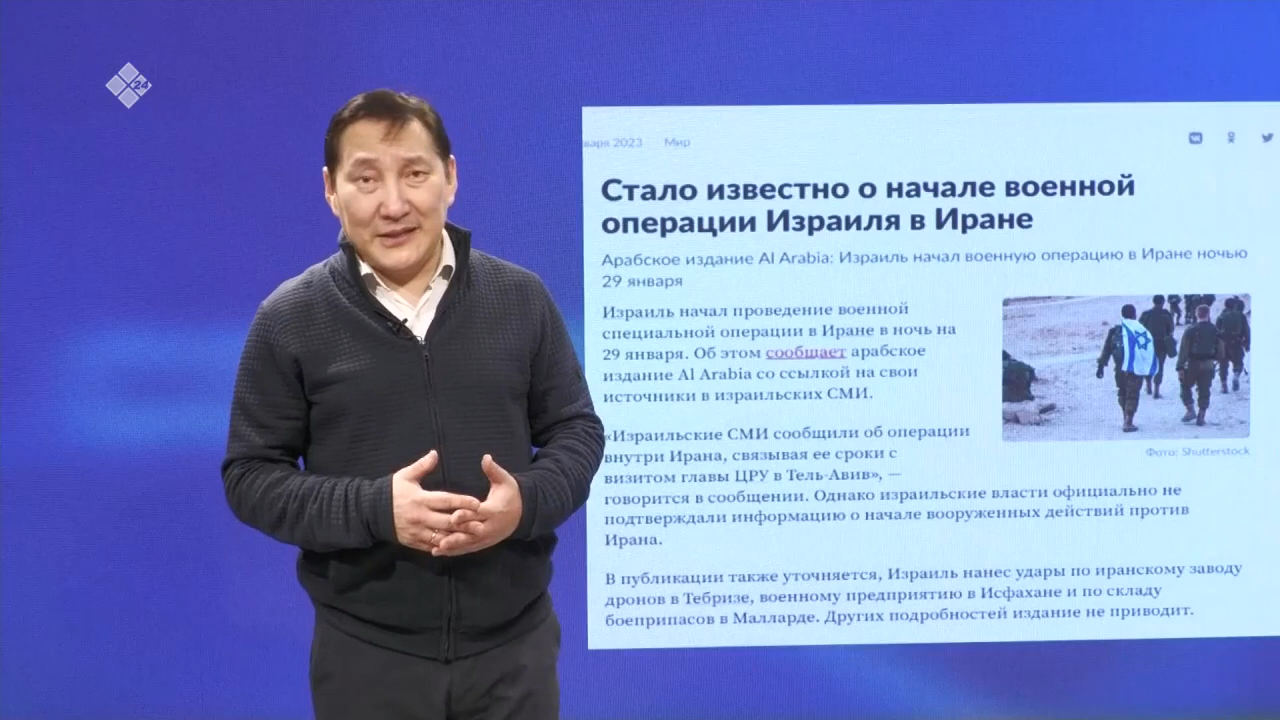 x24
варя 2023 Мир
Стало известно о начале военной
операции Израиля в Иране
Арабское издание Al Arabia: Израиль начал военную операцию в Иране ночью
29 января
Израиль начал проведение военной
специальной операции в Иране в ночь на
29 января. Об этом сообщает арабское
издание Al Arabia со ссылкой на свои
источники в израильских СМИ.
«Израильские СМИ сообщили об операции
внутри Ирана, связывая ее сроки с
визитом главы ЦРУ в Тель-Авив», —
говорится в сообщении. Однако израильские власти официально не
подтверждали информацию о начале вооруженных действий против
Ирана.
Фото: Shutterstock
В публикации также уточняется, Израиль нанес удары по иранскому заводу
дронов в Тебризе, военному предприятию в Исфахане и по складу
боеприпасов в Малларде. Других подробностей издание не приводит.